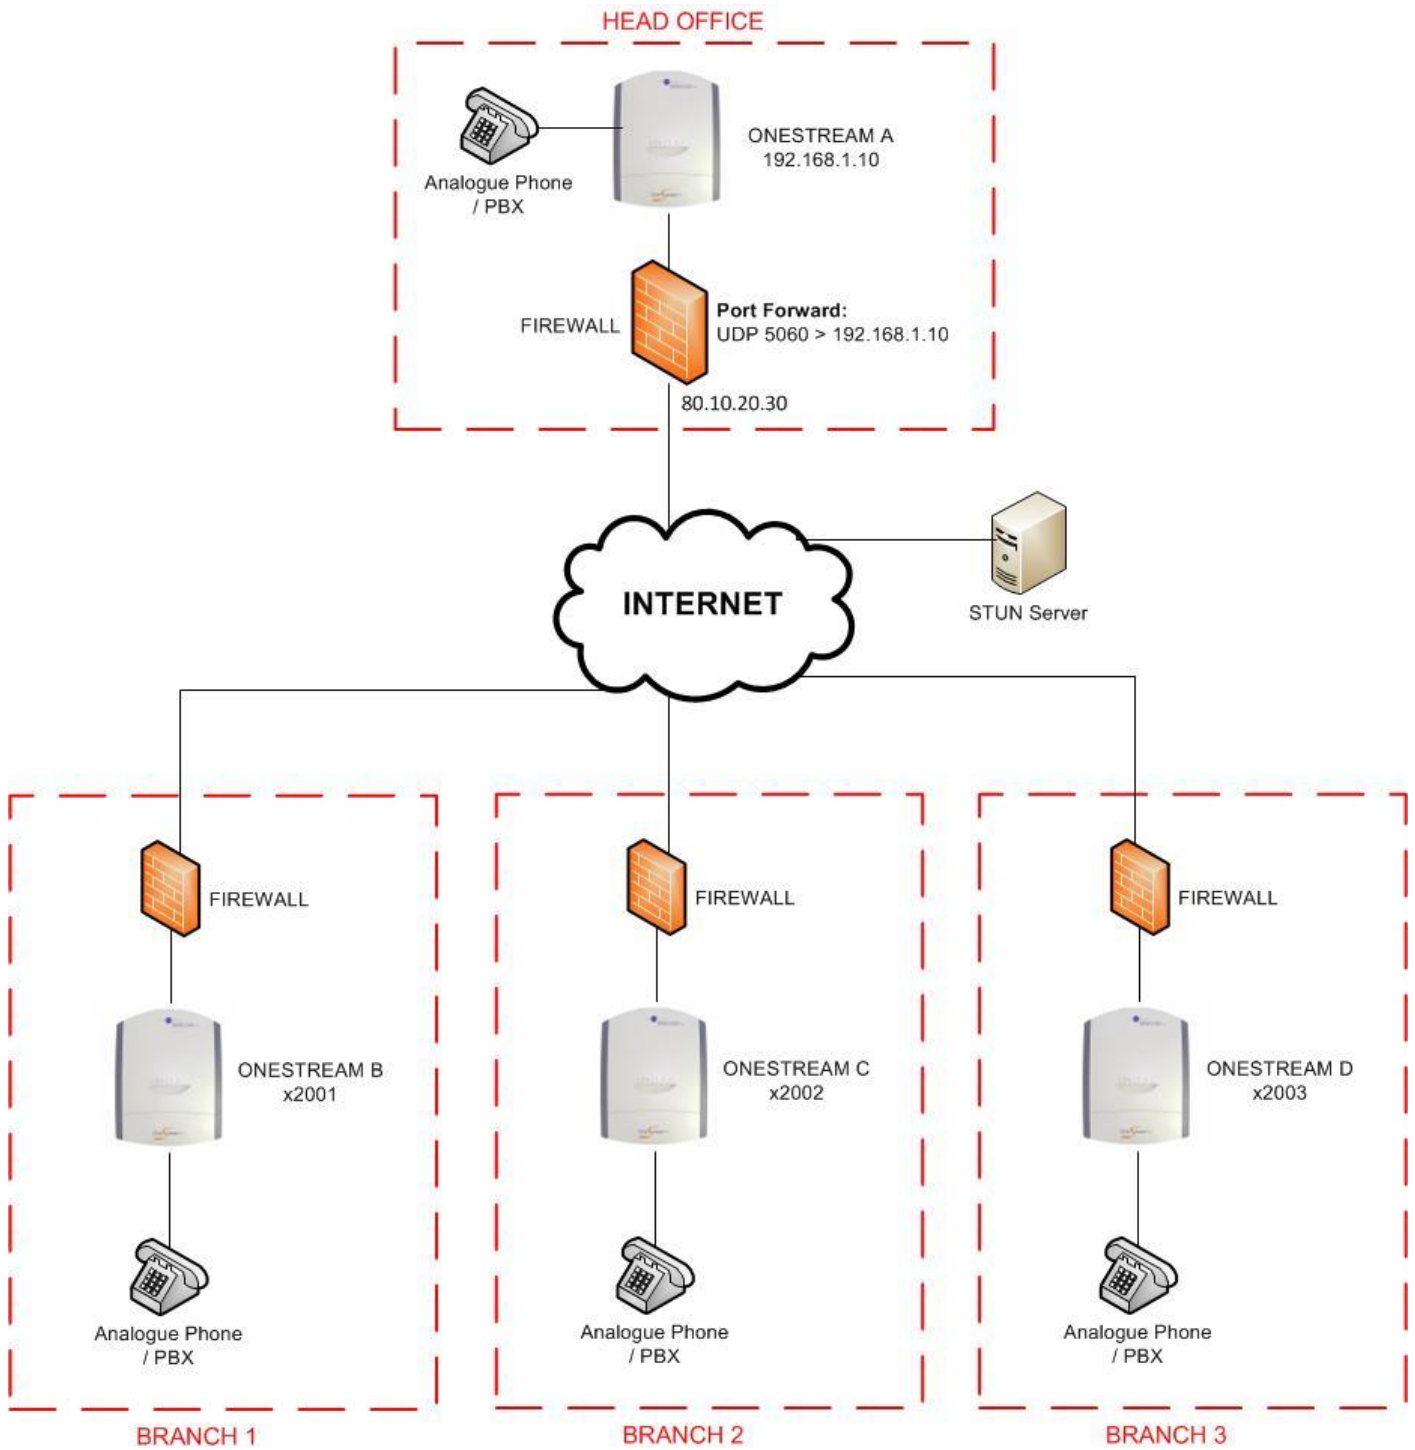 HEAD OFFICE
ONESTREAM A
192.168.1.10
Analogue Phone
/ PBX
FIREWALL
Port Forward:
UDP 5060 > 192.168.1.10
80.10.20.30
INTERNET
STUN Server
FIREWALL
FIREWALL
FIREWALL
ONESTREAM B
x2001
ONESTREAM C
x2002
ONESTREAM D
x2003
Analogue Phone
/ PBX
Analogue Phone
/ PBX
Analogue Phone
/ PBX
BRANCH 1
BRANCH 2
BRANCH 3